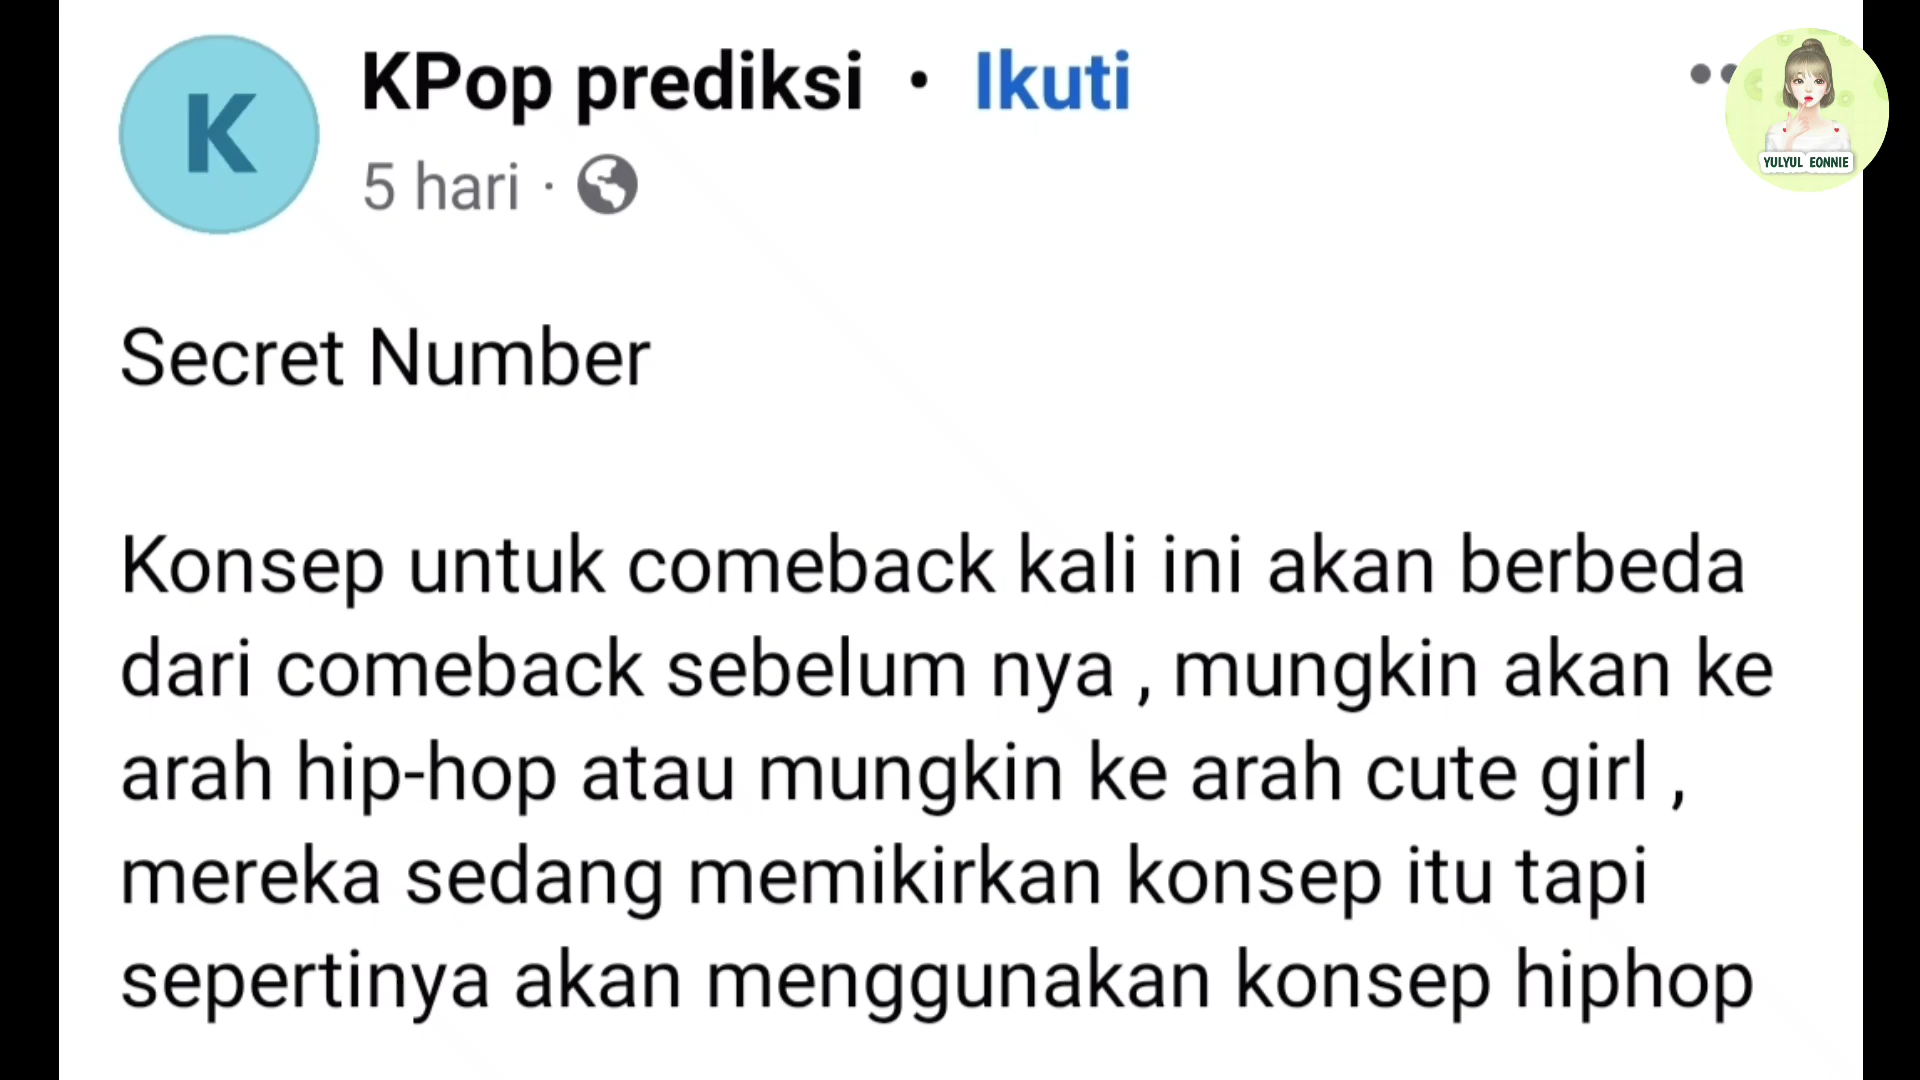 K
KPop prediksi • Ikuti
5 hari ·
YULYUL EONNIE
Secret Number
Konsep untuk comeback kali ini akan berbeda
dari comeback sebelum nya , mungkin akan ke
arah hip-hop atau mungkin ke arah cute girl ,
mereka sedang memikirkan konsep itu tapi
sepertinya akan menggunakan konsep hiphop